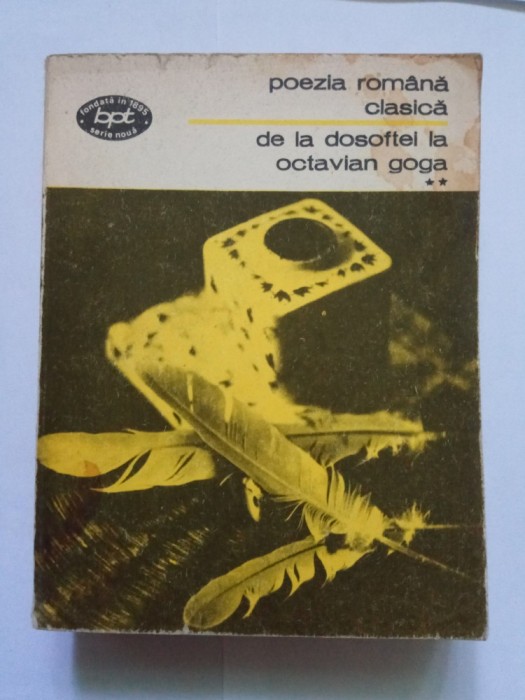 poezia română
clasică
de la dosoftei la
octavian goga
**
fondată în 1895
bpt
serie nouă